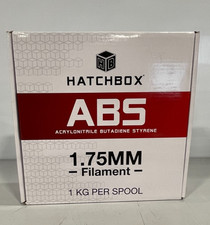 HATCHBOX
ABS
ACRYLONITRILE BUTADIENE STYRENE
1.75MM
Filament
1 KG PER SPOOL